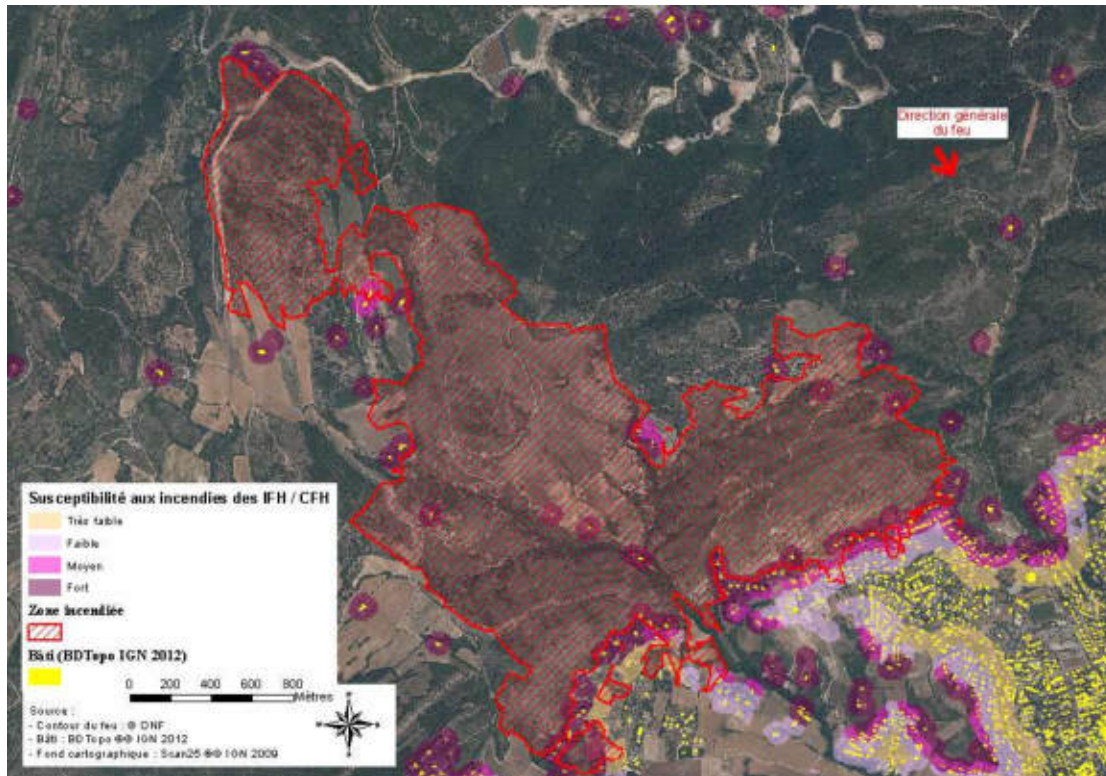 Direction générale
du feu
Susceptibilité aux incendies des IFH / CFH
Très faible
Faible
Moyen
Fort
Zone incendiée
Bâti (BDTopo IGN 2012)
0 200 400 600 800
Mètres
Source :
- Contour du feu : © ONF
- Bâti : BDTopo ®© IGN 2012
- Fond cartographique : Scan25 ®© IGN 2009